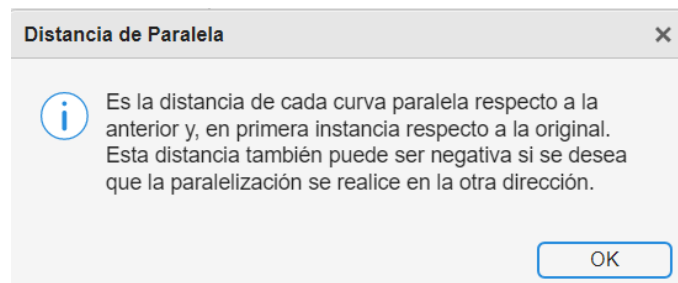 Distancia de Paralela
Es la distancia de cada curva paralela respecto a la
anterior y, en primera instancia respecto a la original.
Esta distancia también puede ser negativa si se desea
que la paralelización se realice en la otra dirección.
OK